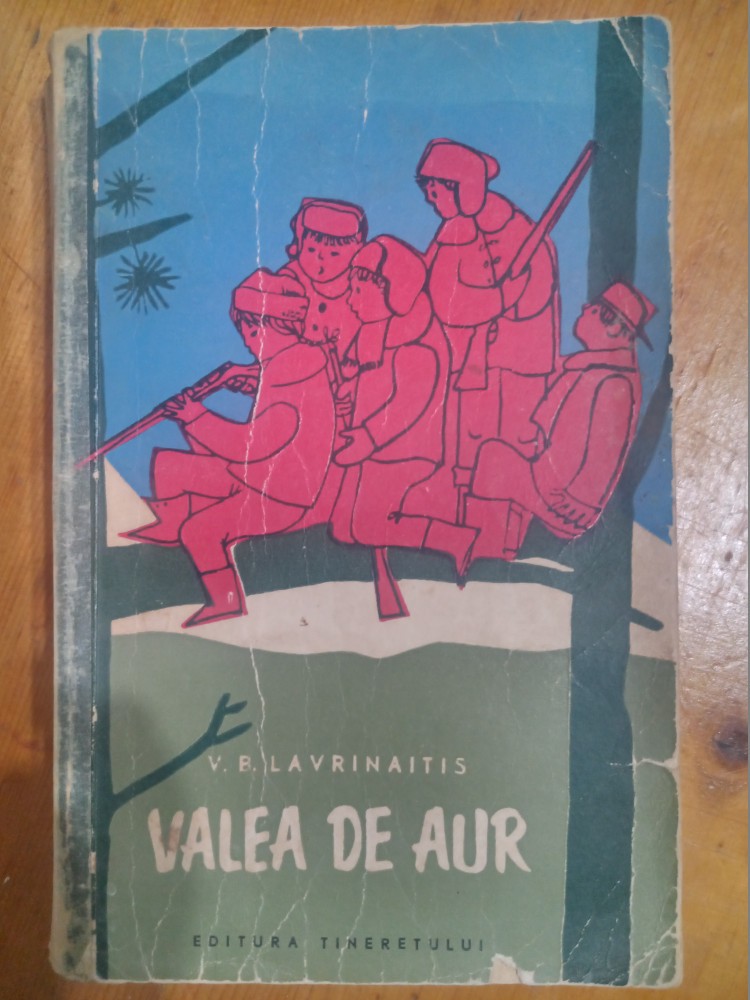 V. B. LAVRINAITIS
VALEA DE AUR
EDITURA TINERETULUI